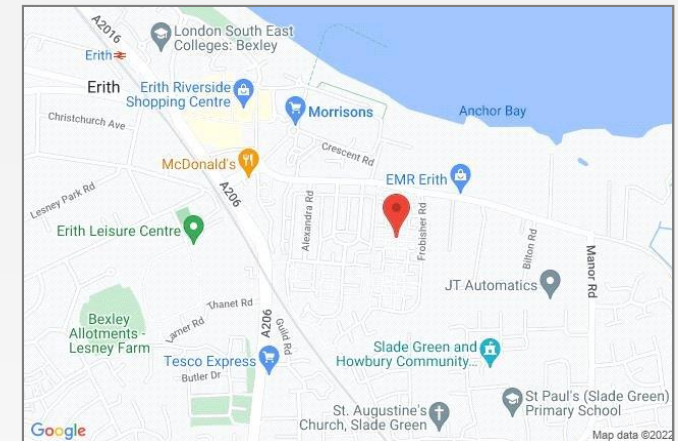 A2016
London South East
Colleges: Bexley
Erith
Erith
Erith Riverside
Shopping Centre
Morrisons
Anchor Bay
Christchurch Ave
Crescent Rd
McDonald's
EMR Erith
A206
Lesney Park Rd
Alexandra Rd
Frobisher Rd
Erith Leisure Centre
Bilton Rd
Manor Rd
JT Automatics
Thanet Rd
Bexley
Allotments -
Lesney Farm
Larner Rd
A206
Guild Rd
Slade Green and
Howbury Community...
Tesco Express
Butler Dr
St Paul's (Slade Green)
Primary School
St. Augustine's
Church, Slade Green
Google
Map data ©2022